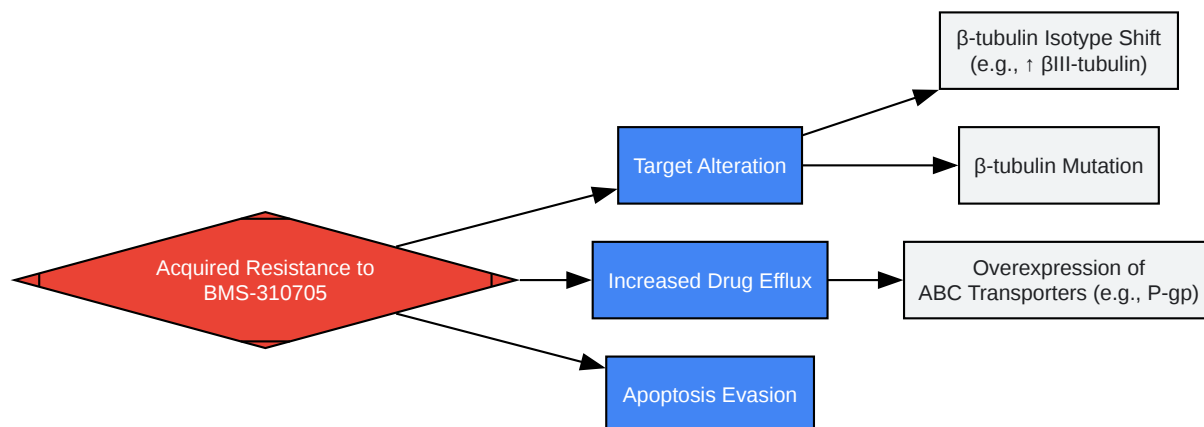 β-tubulin Isotype Shift
(e.g., ↑ βIII-tubulin)
Target Alteration
β-tubulin Mutation
Acquired Resistance to
BMS-310705
Increased Drug Efflux
Overexpression of
ABC Transporters (e.g., P-gp)
Apoptosis Evasion